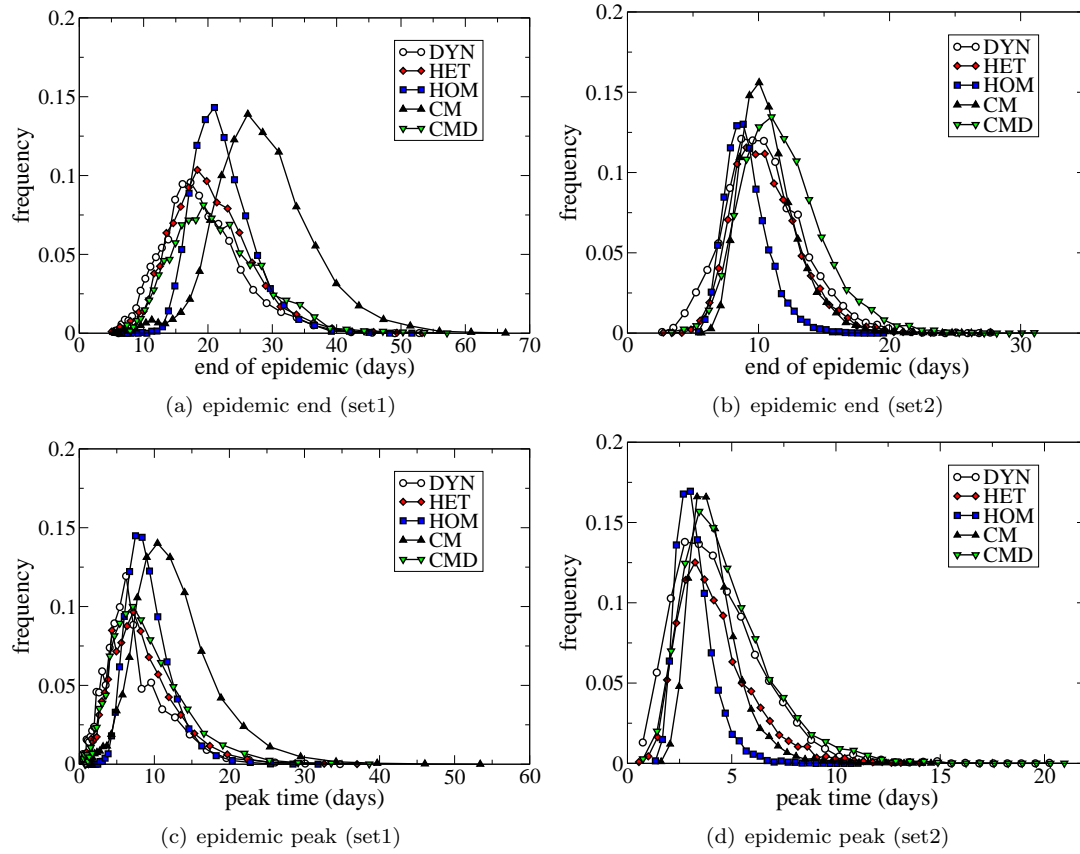 0.2
0.15
0.1
0.05
0
frequency
DYN
HET
HOM
CM
CMD
0 10 20 30 40 50 60 70
end of epidemic (days)
(a) epidemic end (set1)
0.2
0.15
0.1
0.05
0
frequency
DYN
HET
HOM
CM
CMD
0 10 20 30
end of epidemic (days)
(b) epidemic end (set2)
0.2
0.15
0.1
0.05
0
frequency
DYN
HET
HOM
CM
CMD
0 10 20 30 40 50 60
peak time (days)
(c) epidemic peak (set1)
0.2
0.15
0.1
0.05
0
frequency
DYN
HET
HOM
CM
CMD
0 5 10 15 20
peak time (days)
(d) epidemic peak (set2)